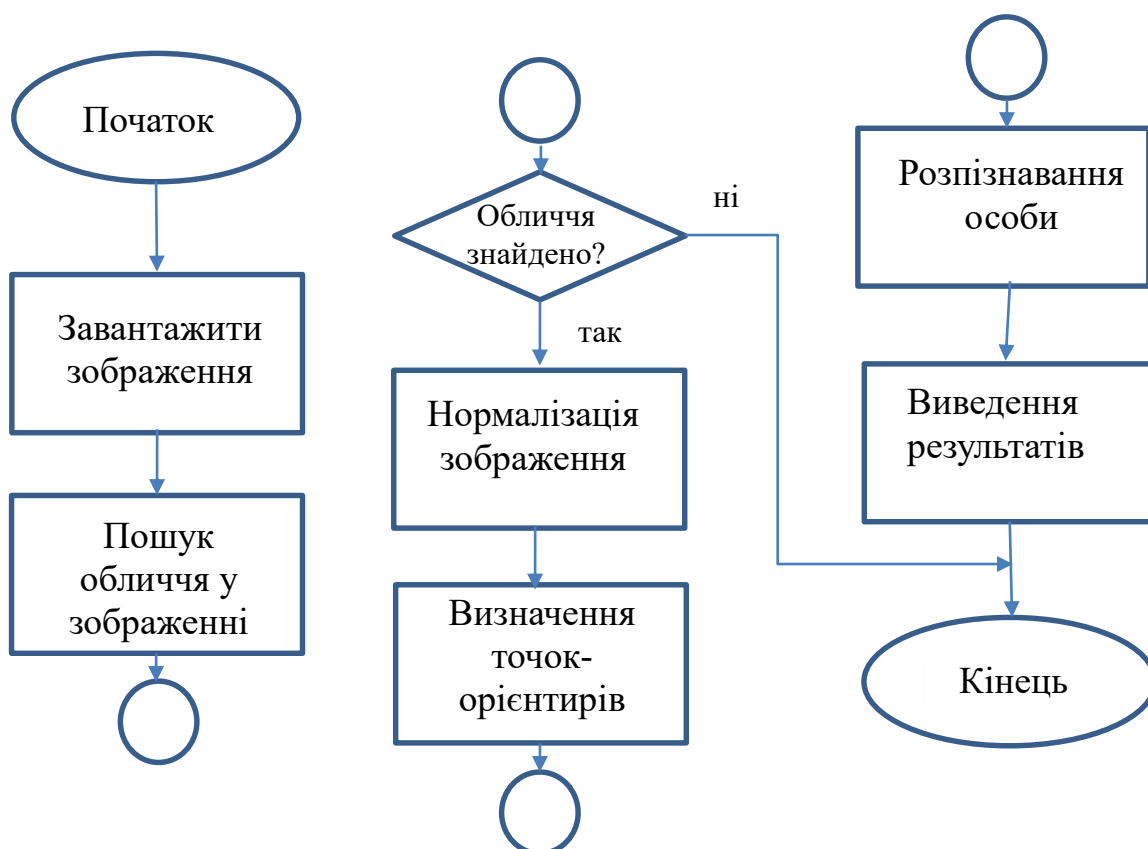 Початок
Завантажити
зображення
Пошук
обличчя у
зображенні
Обличчя
знайдено?
ні
так
Нормалізація
зображення
Визначення
точок-
орієнтирів
Розпізнавання
особи
Виведення
результатів
Кінець